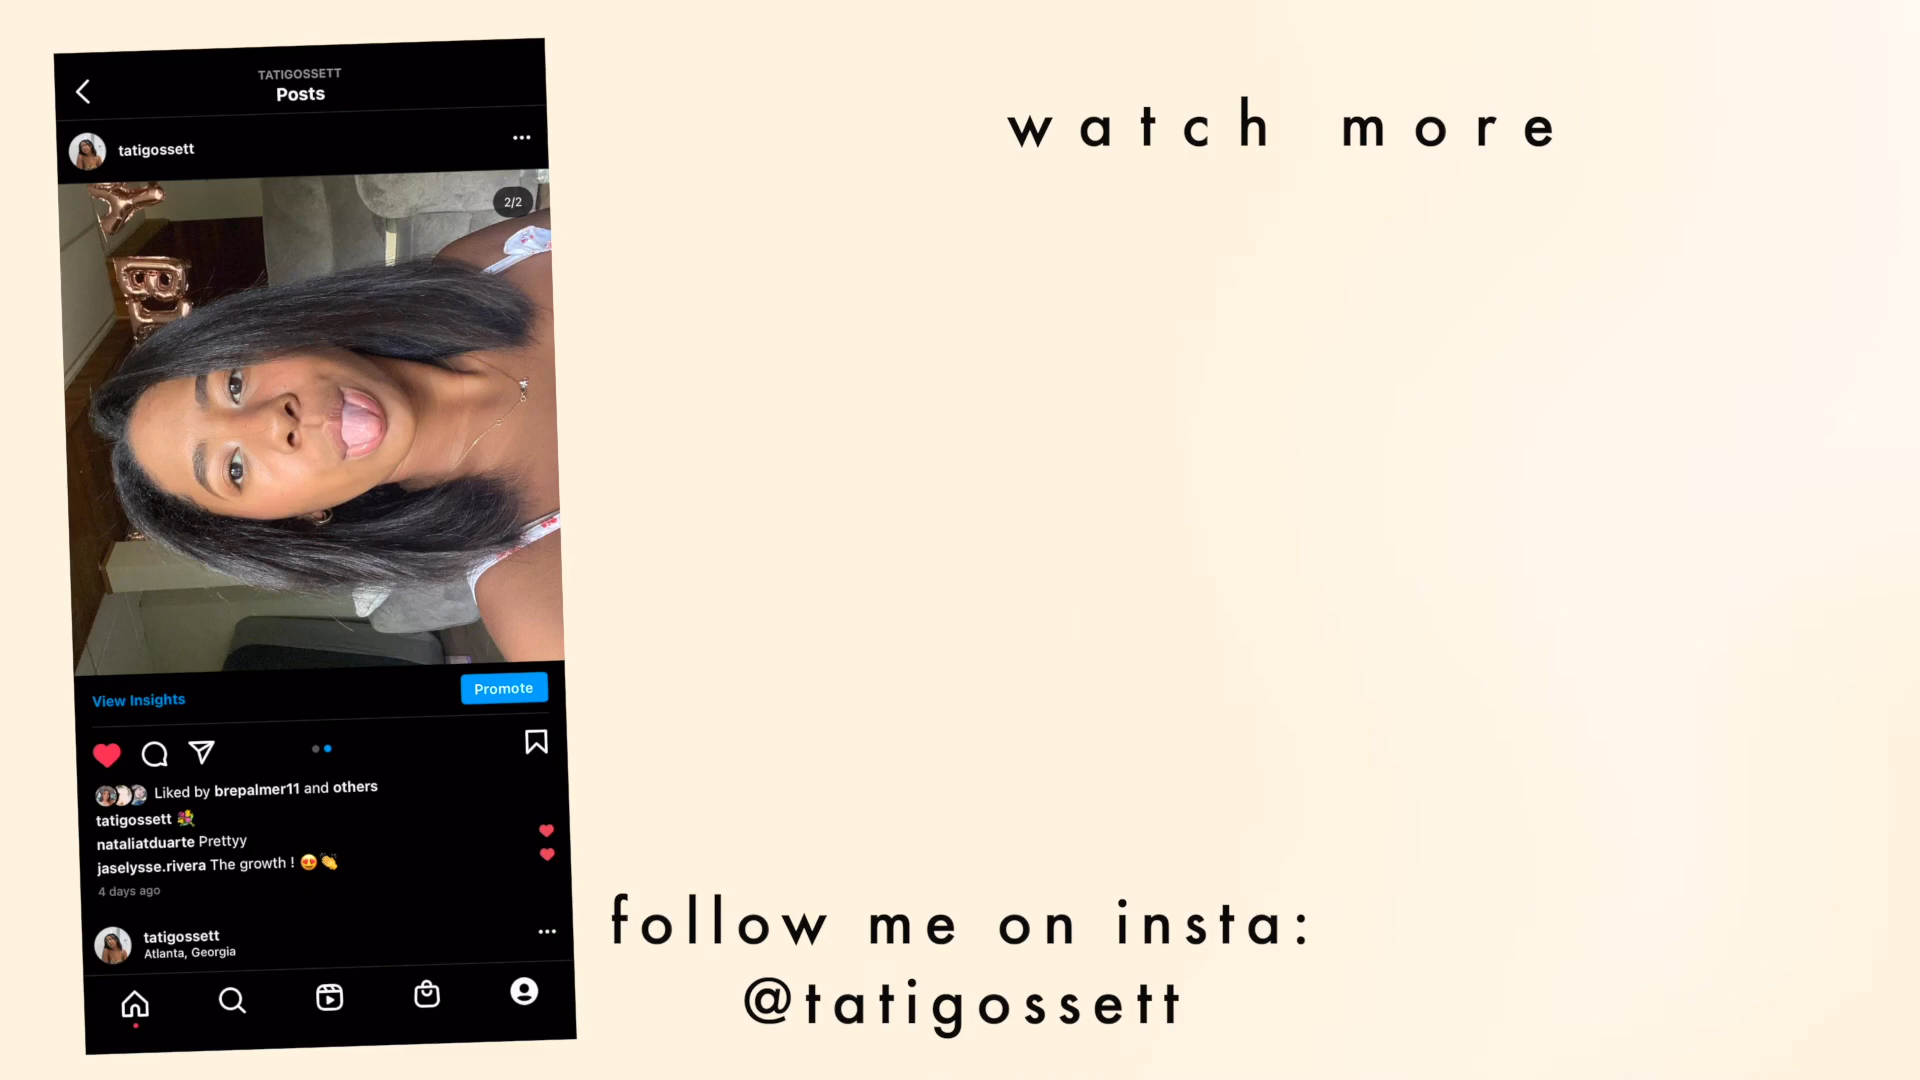 TATIGOSSETT
Posts
tatigossett
2/2
View Insights
Promote
Liked by brepalmer11 and others
tatigossett 💐
nataliatduarte Prettyy
jaselysse.rivera The growth ! 😍👏
4 days ago
tatigossett
Atlanta, Georgia
watch more
follow me on insta:
@tatigossett